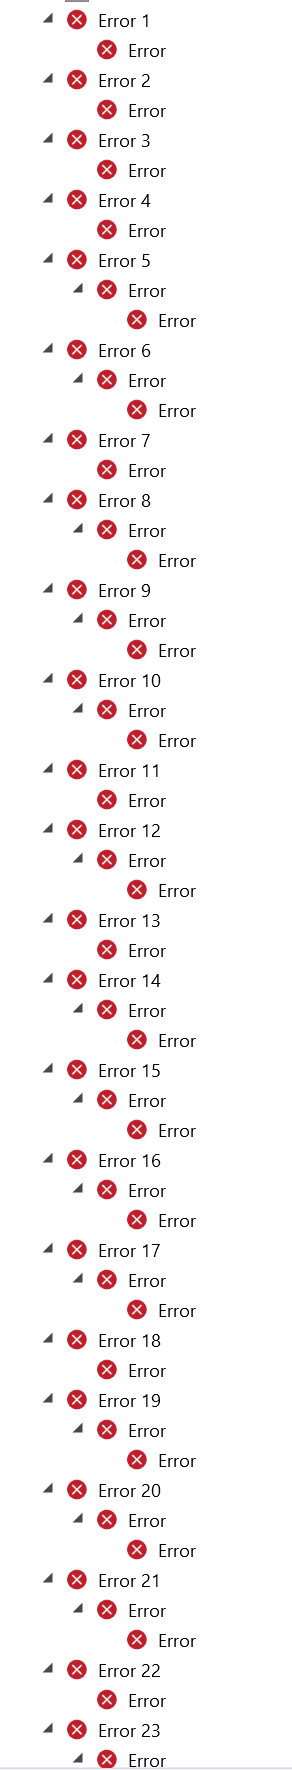 Error 1
Error
Error 2
Error
Error 3
Error
Error 4
Error
Error 5
Error
Error
Error 6
Error
Error
Error 7
Error
Error 8
Error
Error
Error 9
Error
Error
Error 10
Error
Error
Error 11
Error
Error 12
Error
Error
Error 13
Error
Error 14
Error
Error
Error 15
Error
Error
Error 16
Error
Error
Error 17
Error
Error
Error 18
Error
Error 19
Error
Error
Error 20
Error
Error
Error 21
Error
Error
Error 22
Error
Error 23
Error